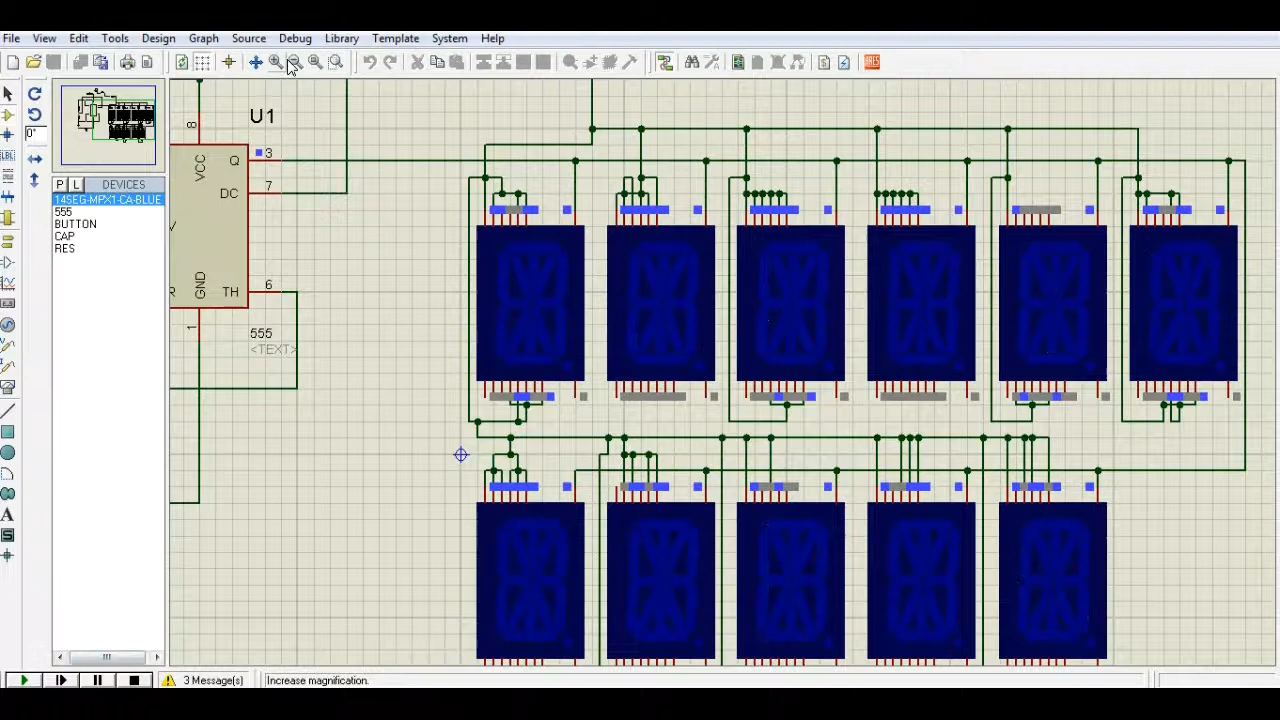 File View Edit Tools Design Graph Source Debug Library Template System Help
ARES
0°
LBL
P L DEVICES
14SEG-MPX1-CA-BLUE
555
BUTTON
CAP
RES
A
S
U1
8
VCC
Q 3
DC 7
V
R
GND
TH 6
1
555
<TEXT>
3 Message(s)
Increase magnification.